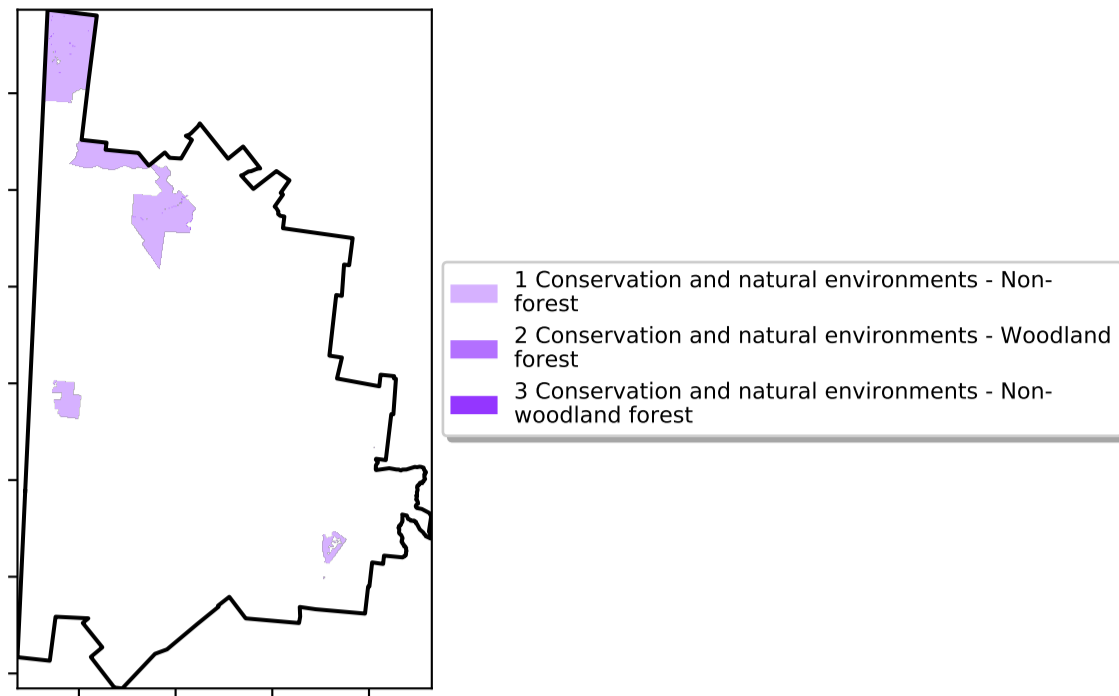 1 Conservation and natural environments - Non-
forest
2 Conservation and natural environments - Woodland
forest
3 Conservation and natural environments - Non-
woodland forest